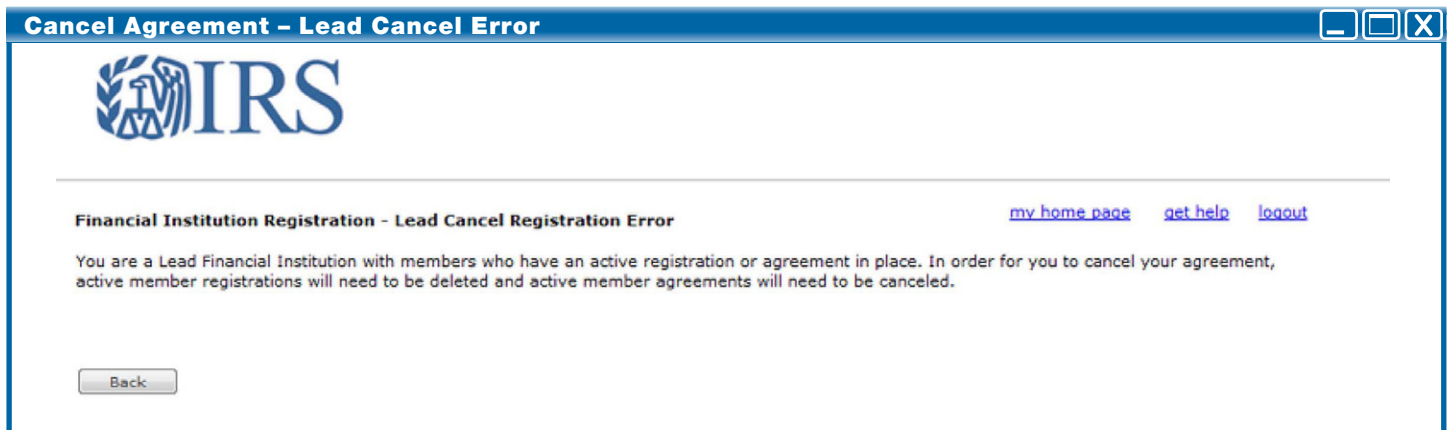 Cancel Agreement – Lead Cancel Error
IRS
my home page get help logout
Financial Institution Registration - Lead Cancel Registration Error
You are a Lead Financial Institution with members who have an active registration or agreement in place. In order for you to cancel your agreement,
active member registrations will need to be deleted and active member agreements will need to be canceled.
Back